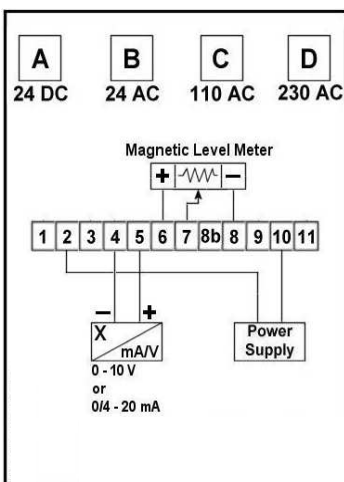 A B C D
24 DC 24 AC 110 AC 230 AC
Magnetic Level Meter
+ −
1 2 3 4 5 6 7 8b 8 9 10 11
− +
X mA/V
Power
Supply
0 - 10 V
or
0/4 - 20 mA